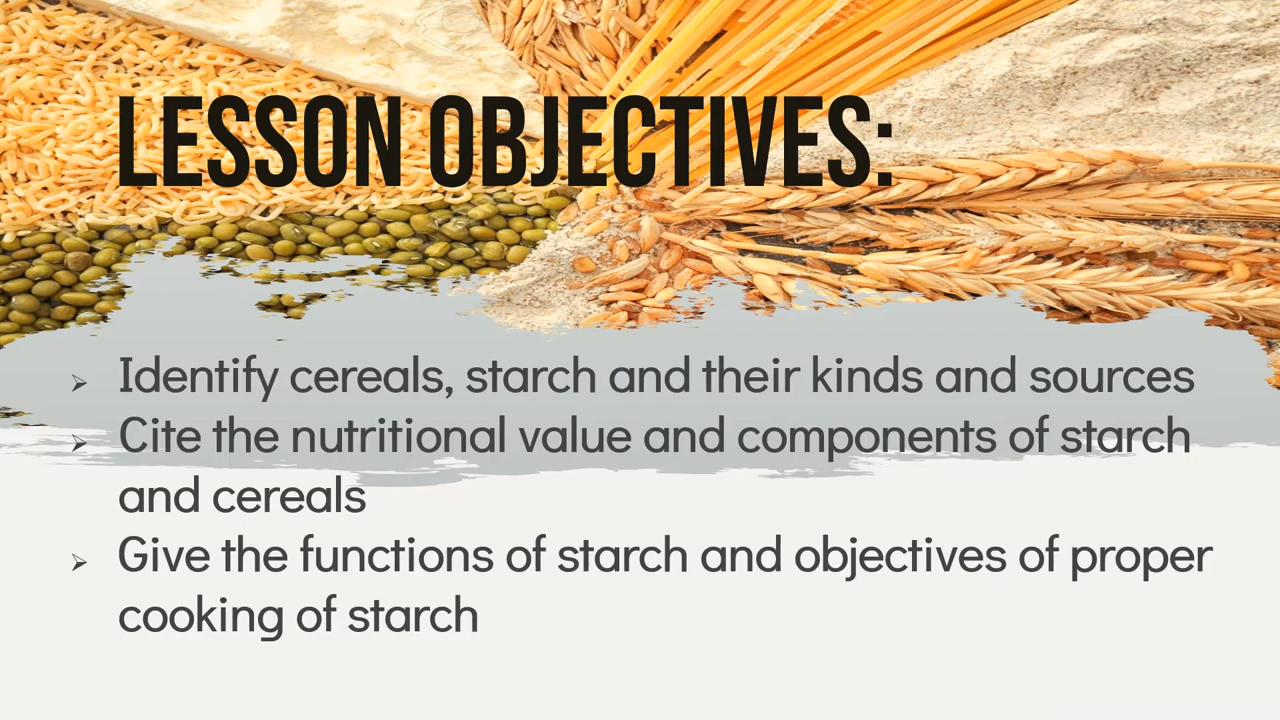 LESSON OBJECTIVES:
➢ Identify cereals, starch and their kinds and sources
➢ Cite the nutritional value and components of starch
and cereals
➢ Give the functions of starch and objectives of proper
cooking of starch